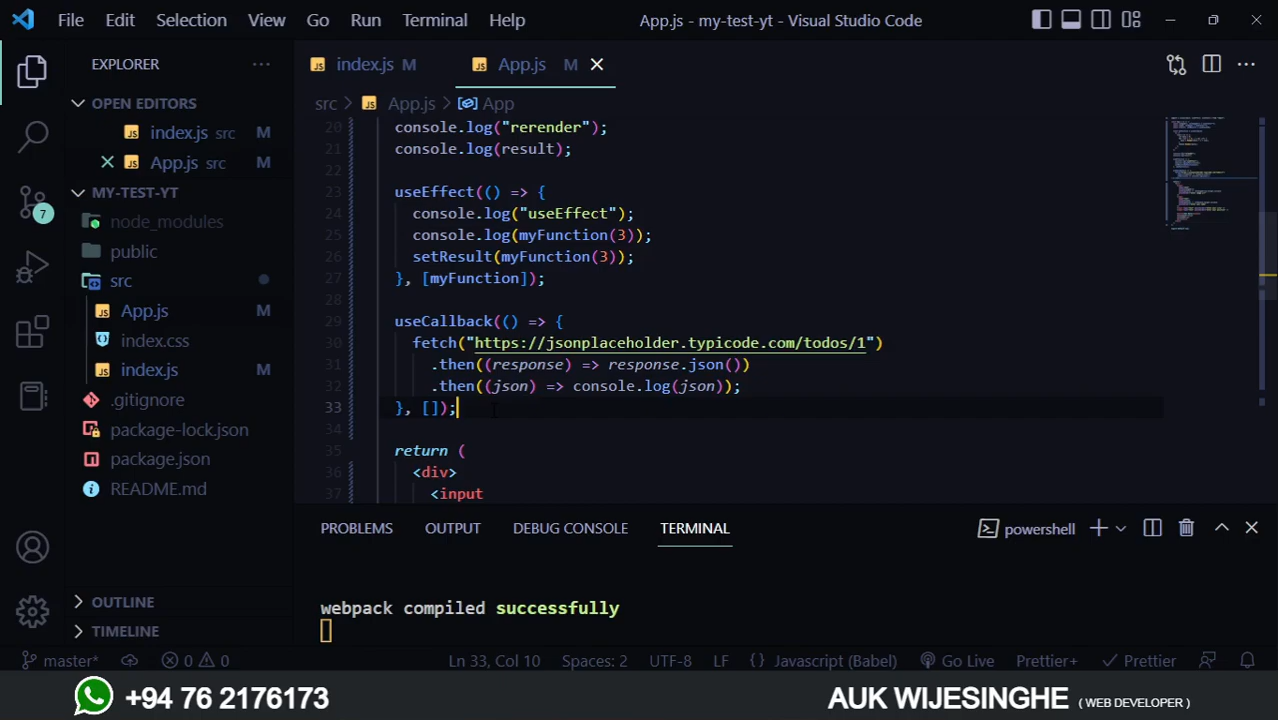 File Edit Selection View Go Run Terminal Help App.js - my-test-yt - Visual Studio Code
EXPLORER
OPEN EDITORS
index.js src M
App.js src M
MY-TEST-YT
node_modules
public
src
App.js M
index.css
index.js M
.gitignore
package-lock.json
package.json
README.md
OUTLINE
TIMELINE
7
index.js M App.js M
src > App.js > App
20 console.log("rerender");
21 console.log(result);
22
23 useEffect(() => {
24 console.log("useEffect");
25 console.log(myFunction(3));
26 setResult(myFunction(3));
27 }, [myFunction]);
28
29 useCallback(() => {
30 fetch("https://jsonplaceholder.typicode.com/todos/1")
31 .then((response) => response.json())
32 .then((json) => console.log(json));
33 }, []);
34
35 return (
36 <div>
37 <input
PROBLEMS OUTPUT DEBUG CONSOLE TERMINAL powershell
webpack compiled successfully
master* 0 0 Ln 33, Col 10 Spaces: 2 UTF-8 LF {} Javascript (Babel) Go Live Prettier+ Prettier
+94 76 2176173
AUK WIJESINGHE ( WEB DEVELOPER )